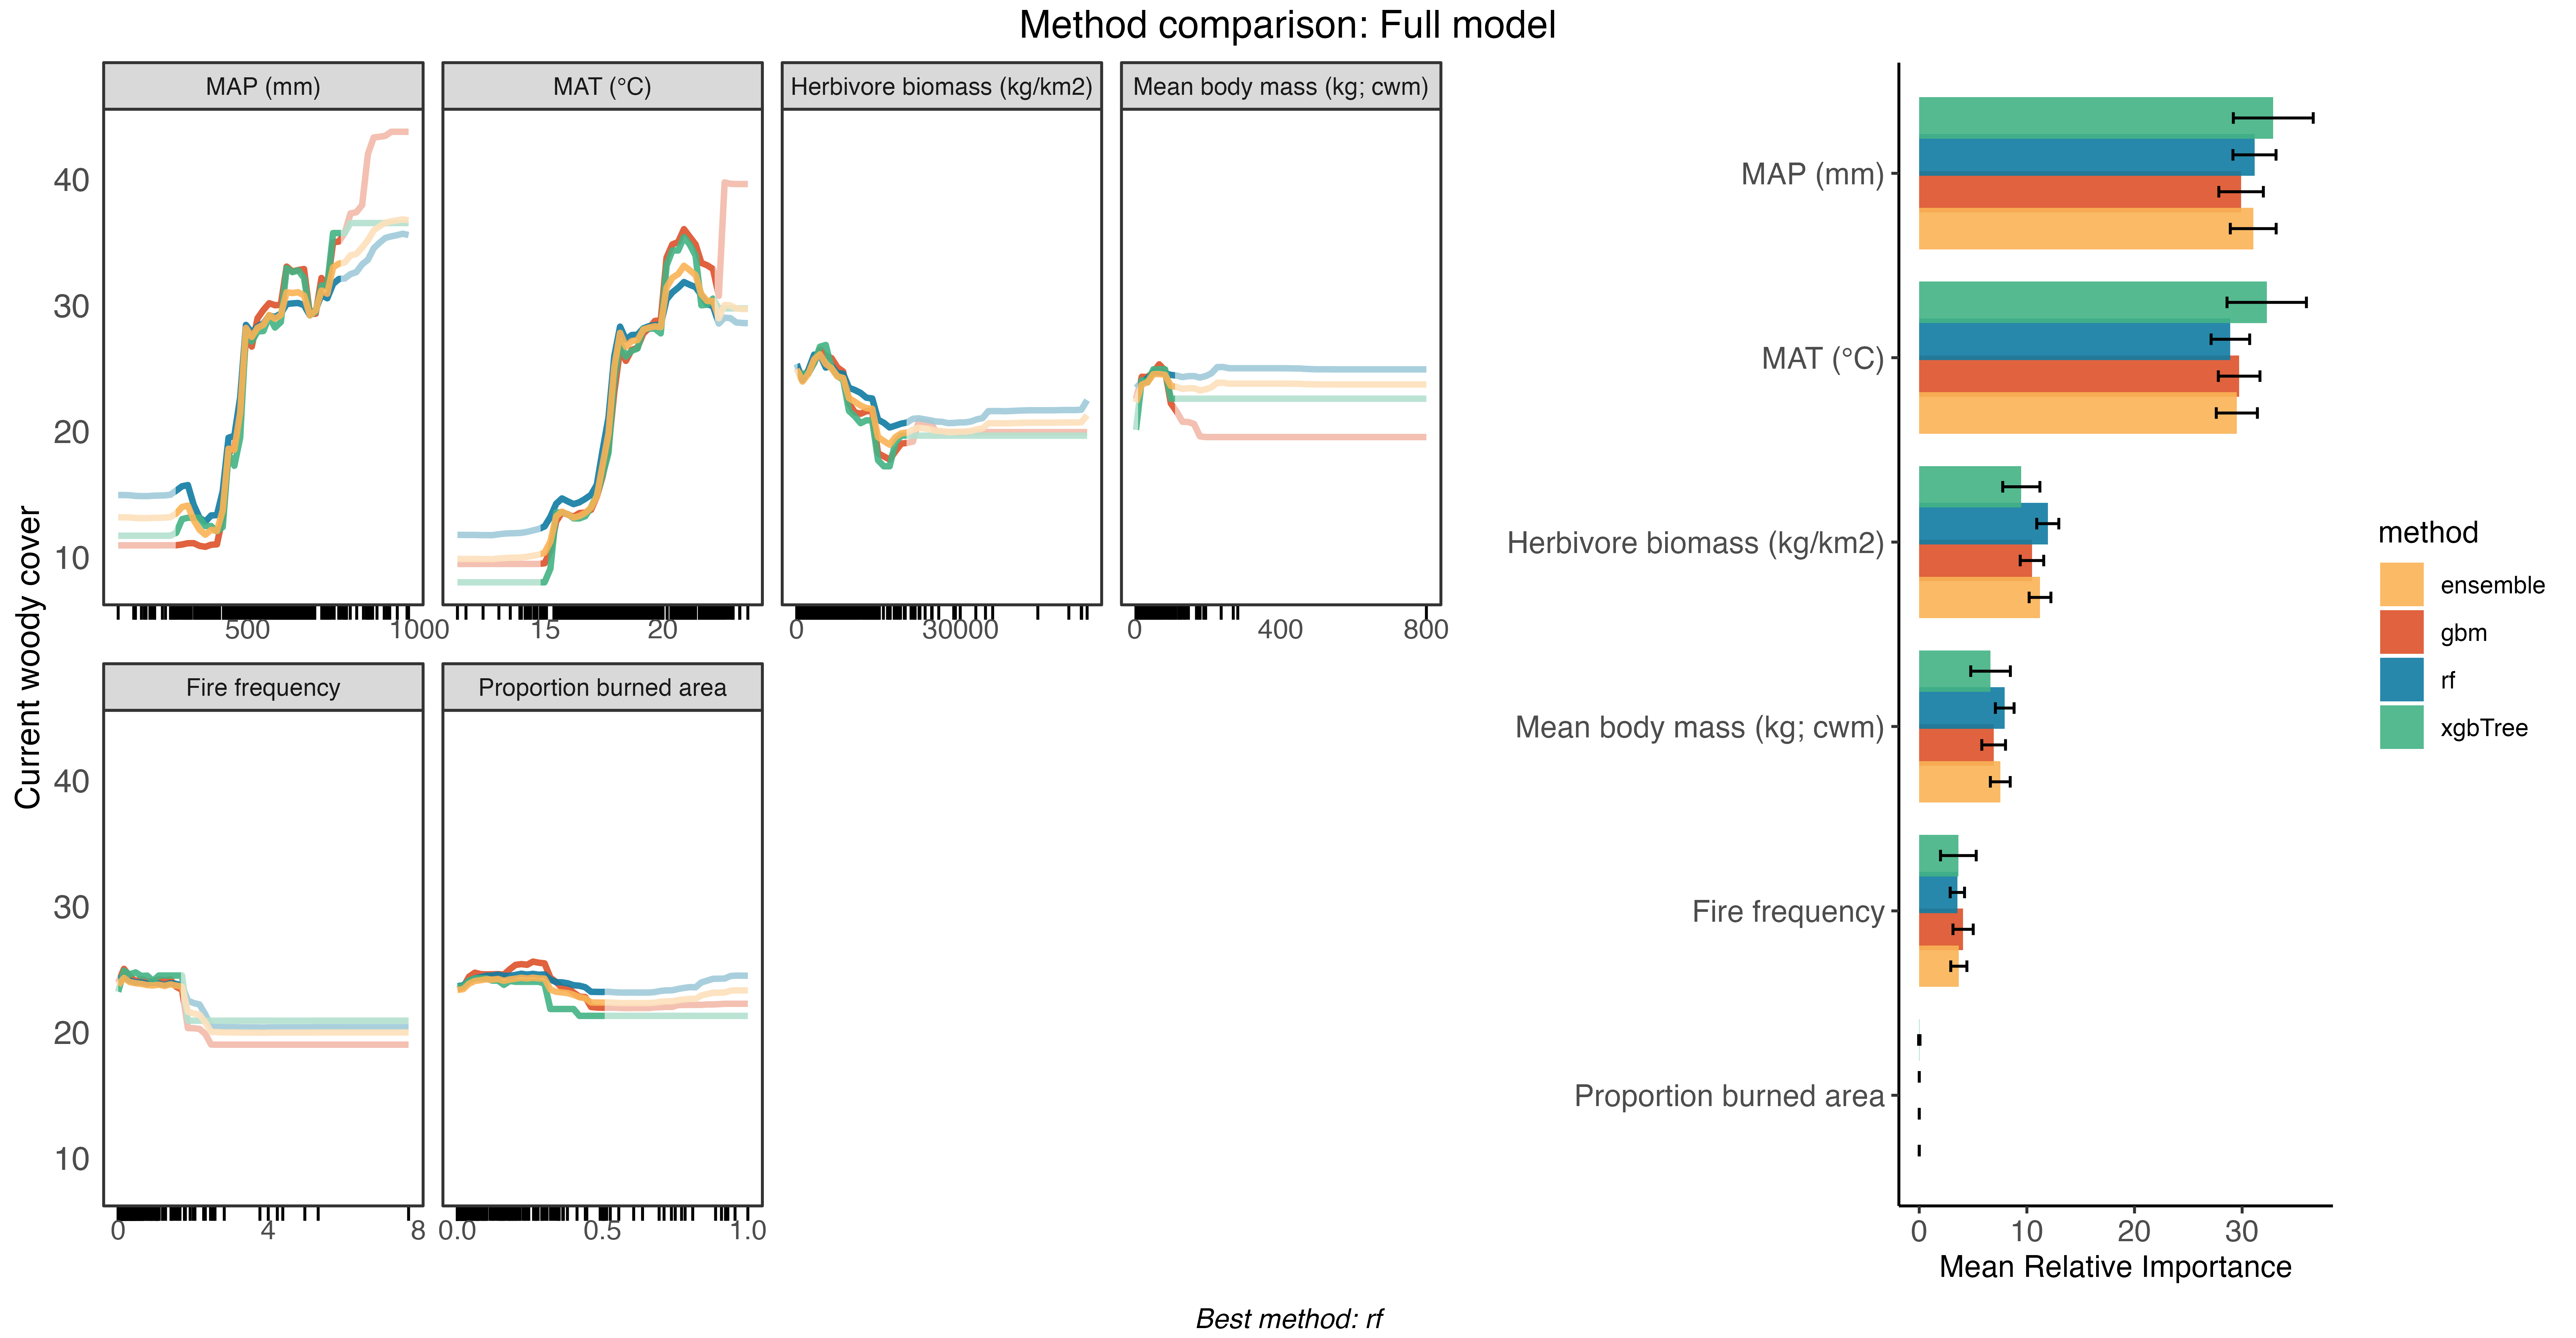 Method comparison: Full model
MAP (mm)
MAT (°C)
Herbivore biomass (kg/km2)
Mean body mass (kg; cwm)
Current woody cover
40
30
20
10
500
1000
15
20
0
30000
0
400
800
Fire frequency
Proportion burned area
40
30
20
10
0
4
8
0.0
0.5
1.0
MAP (mm)
MAT (°C)
Herbivore biomass (kg/km2)
Mean body mass (kg; cwm)
Fire frequency
Proportion burned area
0
10
20
30
Mean Relative Importance
method
ensemble
gbm
rf
xgbTree
Best method: rf